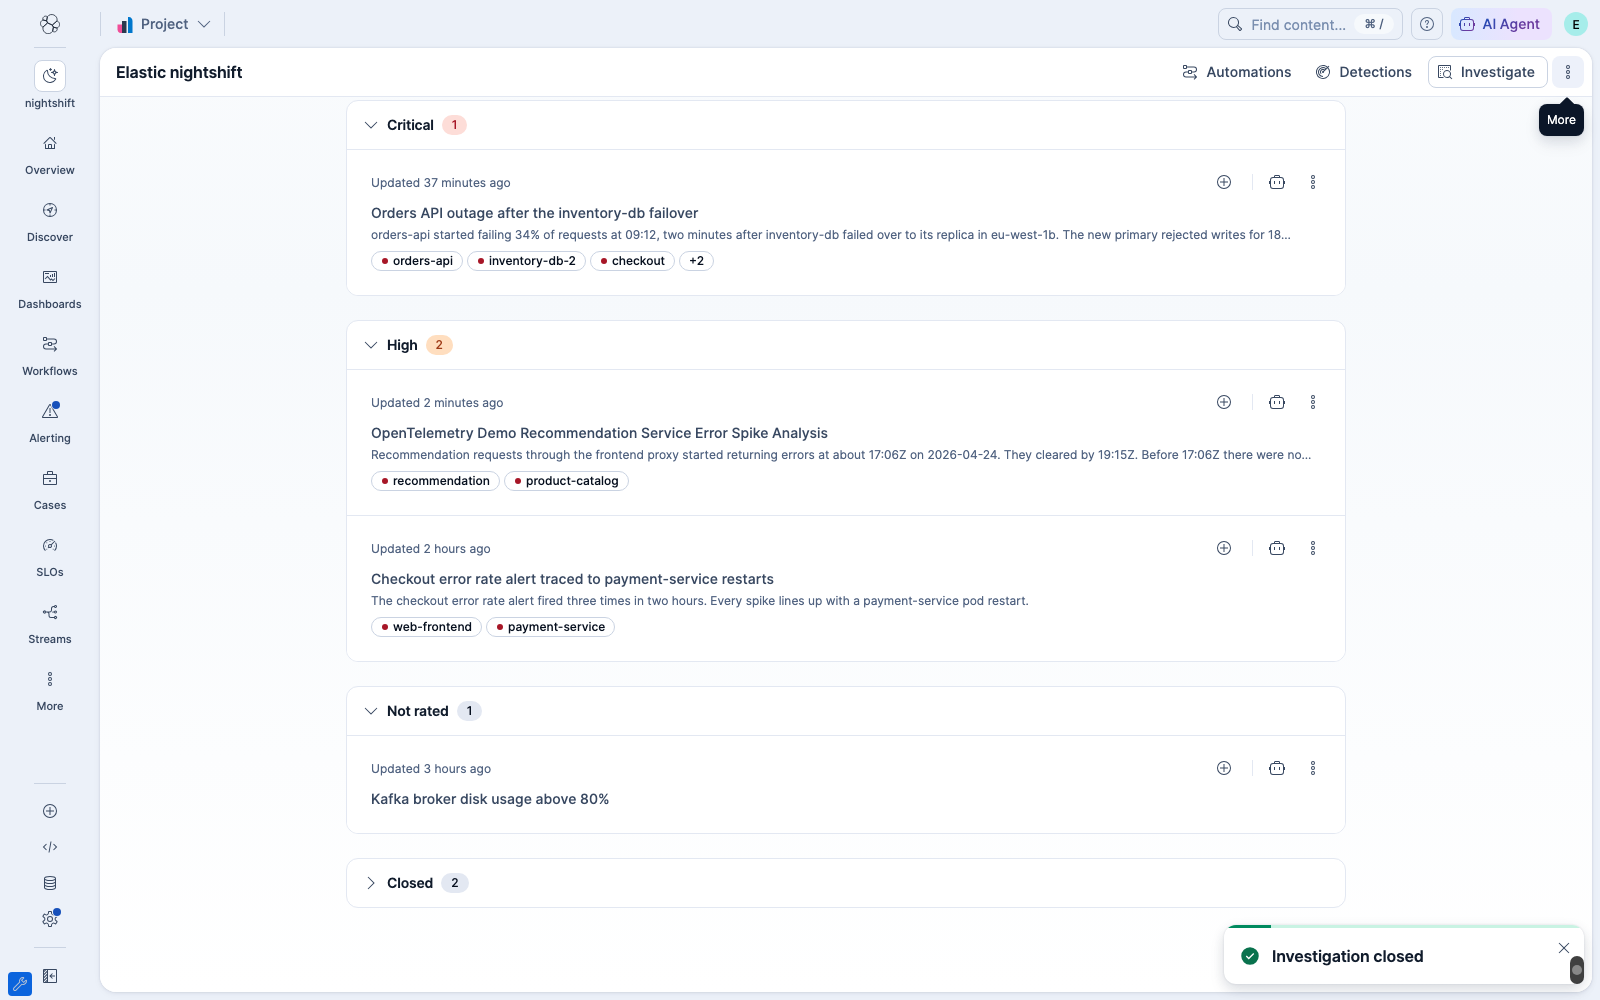 Project
Find content...
⌘ /
AI Agent
E
Elastic nightshift
Automations
Detections
Investigate
More
nightshift
Overview
Discover
Dashboards
Workflows
Alerting
Cases
SLOs
Streams
More
Critical 1
Updated 37 minutes ago
Orders API outage after the inventory-db failover
orders-api started failing 34% of requests at 09:12, two minutes after inventory-db failed over to its replica in eu-west-1b. The new primary rejected writes for 18...
orders-api inventory-db-2 checkout +2
High 2
Updated 2 minutes ago
OpenTelemetry Demo Recommendation Service Error Spike Analysis
Recommendation requests through the frontend proxy started returning errors at about 17:06Z on 2026-04-24. They cleared by 19:15Z. Before 17:06Z there were no...
recommendation product-catalog
Updated 2 hours ago
Checkout error rate alert traced to payment-service restarts
The checkout error rate alert fired three times in two hours. Every spike lines up with a payment-service pod restart.
web-frontend payment-service
Not rated 1
Updated 3 hours ago
Kafka broker disk usage above 80%
Closed 2
Investigation closed